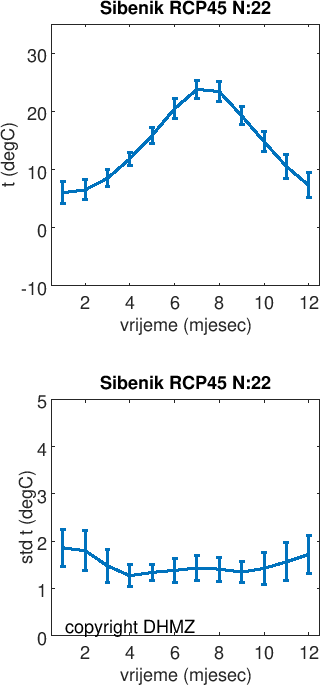 Sibenik RCP45 N:22
t (degC)
30
20
10
0
-10
2 4 6 8 10 12
vrijeme (mjesec)
Sibenik RCP45 N:22
std t (degC)
5
4
3
2
1
0
copyright DHMZ
2 4 6 8 10 12
vrijeme (mjesec)